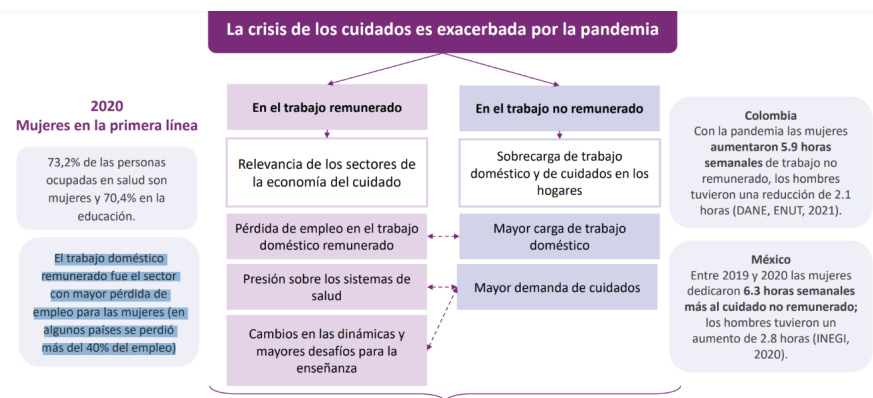 La crisis de los cuidados es exacerbada por la pandemia
2020
Mujeres en la primera línea
73,2% de las personas
ocupadas en salud son
mujeres y 70,4% en la
educación.
El trabajo doméstico
remunerado fue el sector
con mayor pérdida de
empleo para las mujeres (en
algunos países se perdió
más del 40% del empleo)
En el trabajo remunerado
Relevancia de los sectores de
la economía del cuidado
Pérdida de empleo en el trabajo
doméstico remunerado
Presión sobre los sistemas de
salud
Cambios en las dinámicas y
mayores desafíos para la
enseñanza
En el trabajo no remunerado
Sobrecarga de trabajo
doméstico y de cuidados en los
hogares
Mayor carga de trabajo
doméstico
Mayor demanda de cuidados
Colombia
Con la pandemia las mujeres
aumentaron 5.9 horas
semanales de trabajo no
remunerado, los hombres
tuvieron una reducción de 2.1
horas (DANE, ENUT, 2021).
México
Entre 2019 y 2020 las mujeres
dedicaron 6.3 horas semanales
más al cuidado no remunerado;
los hombres tuvieron un
aumento de 2.8 horas (INEGI,
2020).